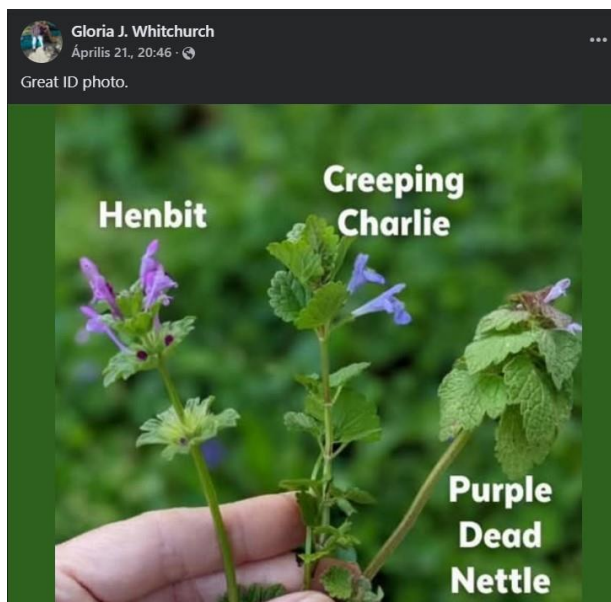 Gloria J. Whitchurch
Április 21., 20:46 ·
Great ID photo.
Henbit
Creeping
Charlie
Purple
Dead
Nettle